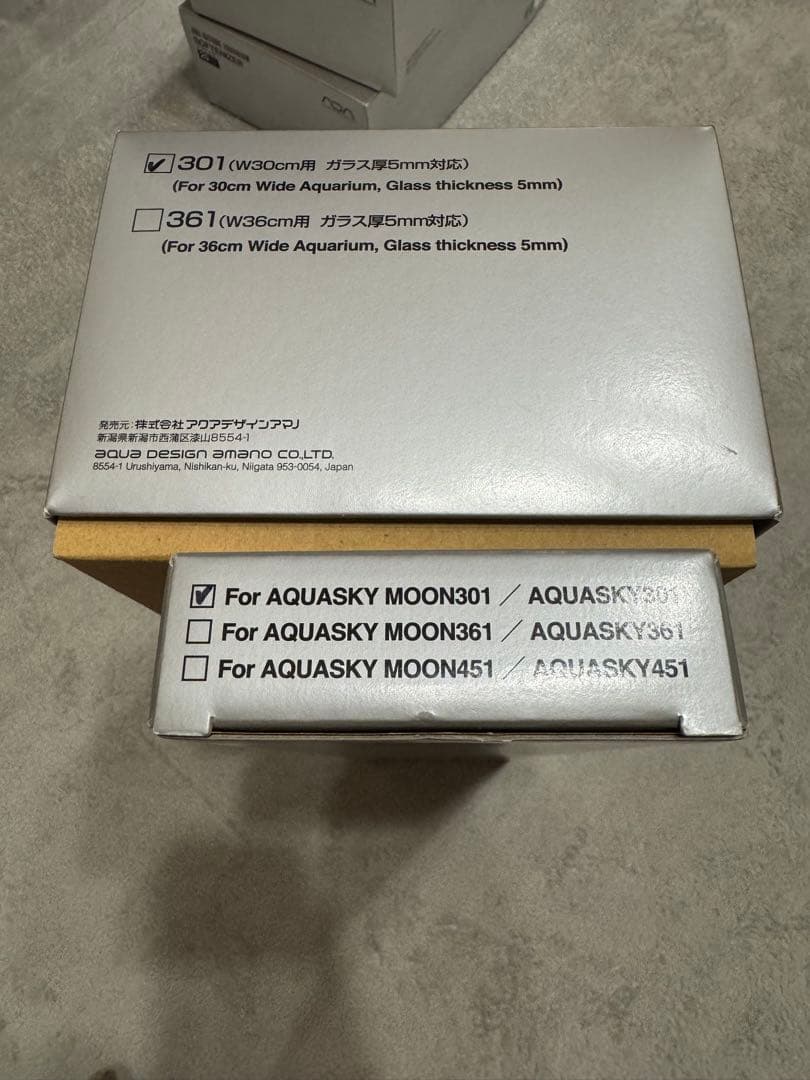 SOFTENIZER
ADA
301(W30cm用 ガラス厚5mm対応)
(For 30cm Wide Aquarium, Glass thickness 5mm)
361(W36cm用 ガラス厚5mm対応)
(For 36cm Wide Aquarium, Glass thickness 5mm)
発売元:株式会社 アクアデザインアマノ
新潟県新潟市西蒲区漆山8554-1
aqua Design amano CO.,LTD.
8554-1 Urushiyama, Nishikan-ku, Niigata 953-0054, Japan
For AQUASKY MOON301 / AQUASKY301
For AQUASKY MOON361 / AQUASKY361
For AQUASKY MOON451 / AQUASKY451